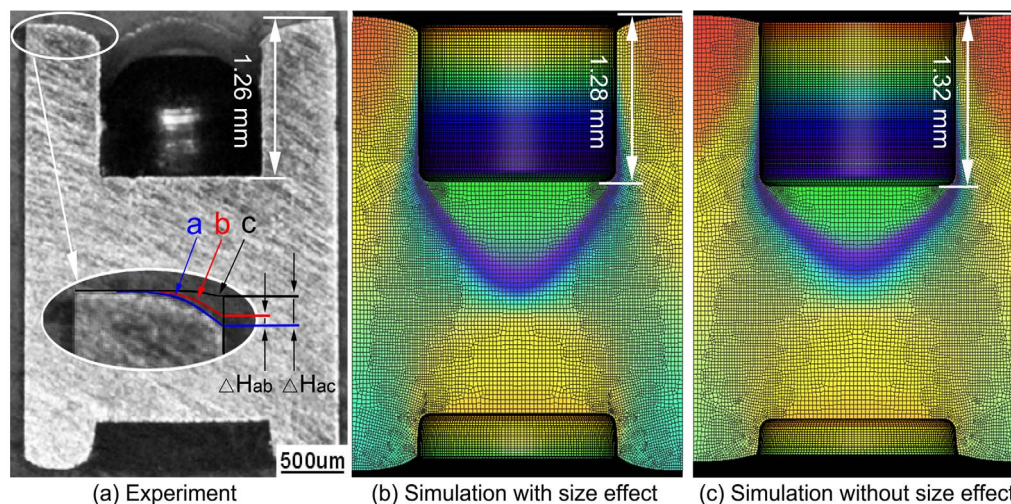 1.26 mm
1.28 mm
1.32 mm
a b c
△Hab △Hac
500um
(a) Experiment
(b) Simulation with size effect
(c) Simulation without size effect